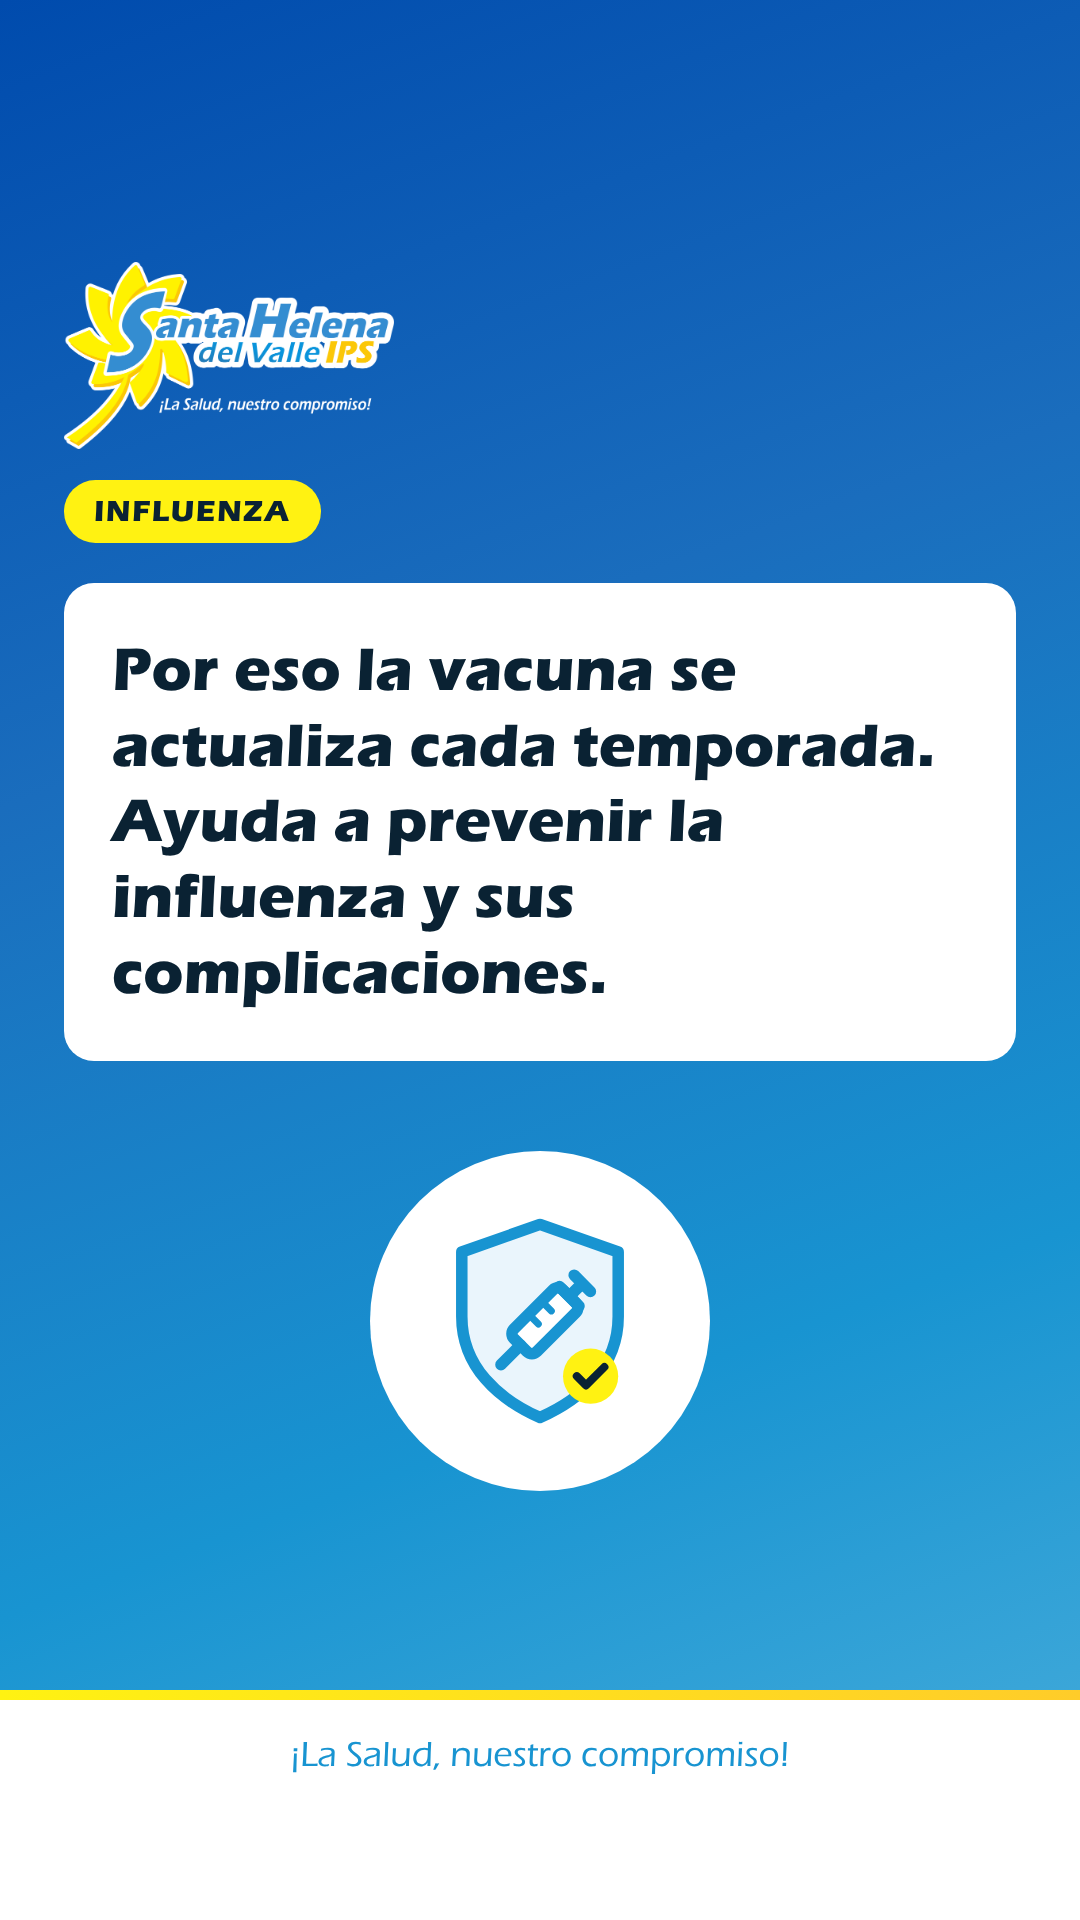 Santa Helena
del Valle IPS
¡La Salud, nuestro compromiso!
INFLUENZA
Por eso la vacuna se
actualiza cada temporada.
Ayuda a prevenir la
influenza y sus
complicaciones.
¡La Salud, nuestro compromiso!